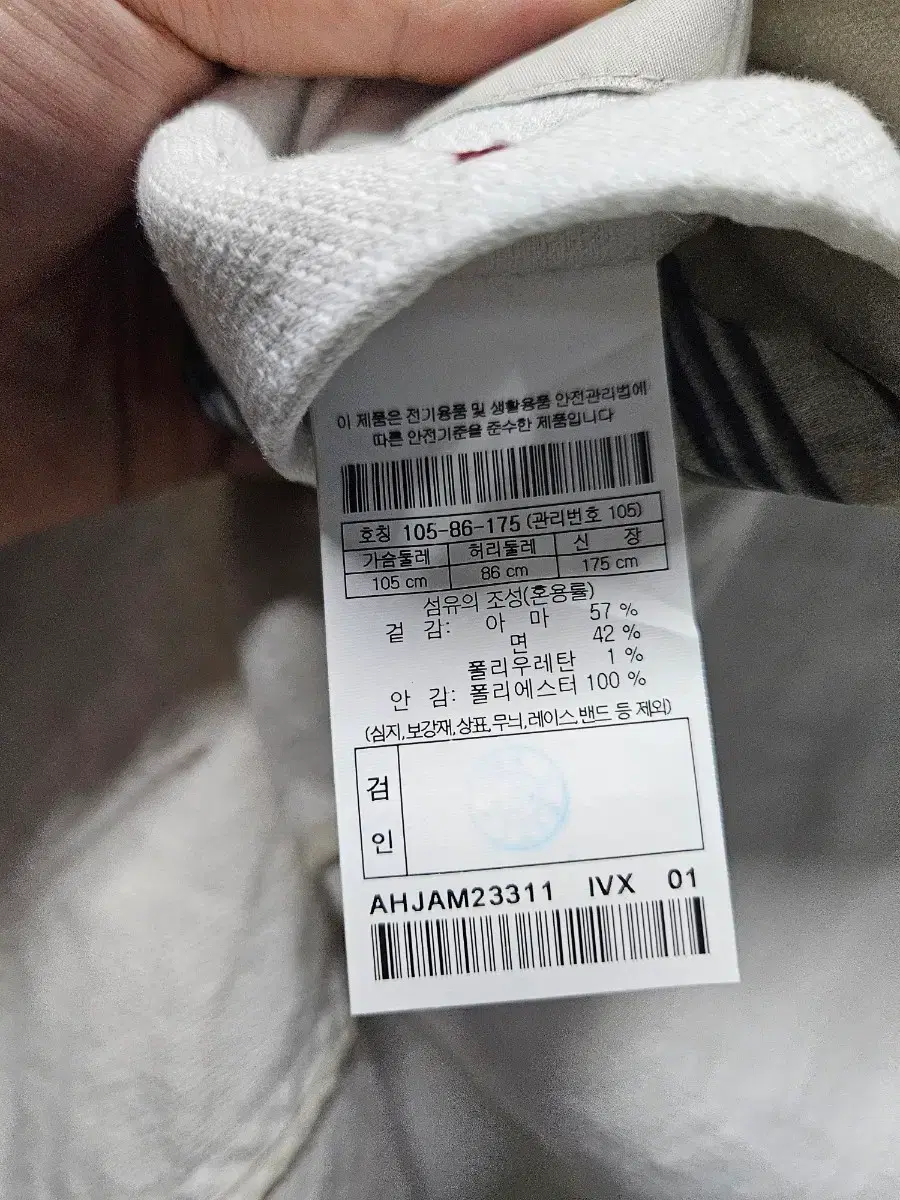 이 제품은 전기용품 및 생활용품 안전관리법에
따른 안전기준을 준수한 제품입니다
호칭 105-86-175 (관리번호 105)
가슴둘레 허리둘레 신 장
105 cm 86 cm 175 cm
섬유의 조성(혼용률)
겉 감: 아 마 57 %
면 42 %
폴리우레탄 1 %
안 감: 폴리에스터 100 %
(심지,보강재,상표,무늬,레이스,밴드 등 제외)
검
인
AHJAM23311 IVX 01